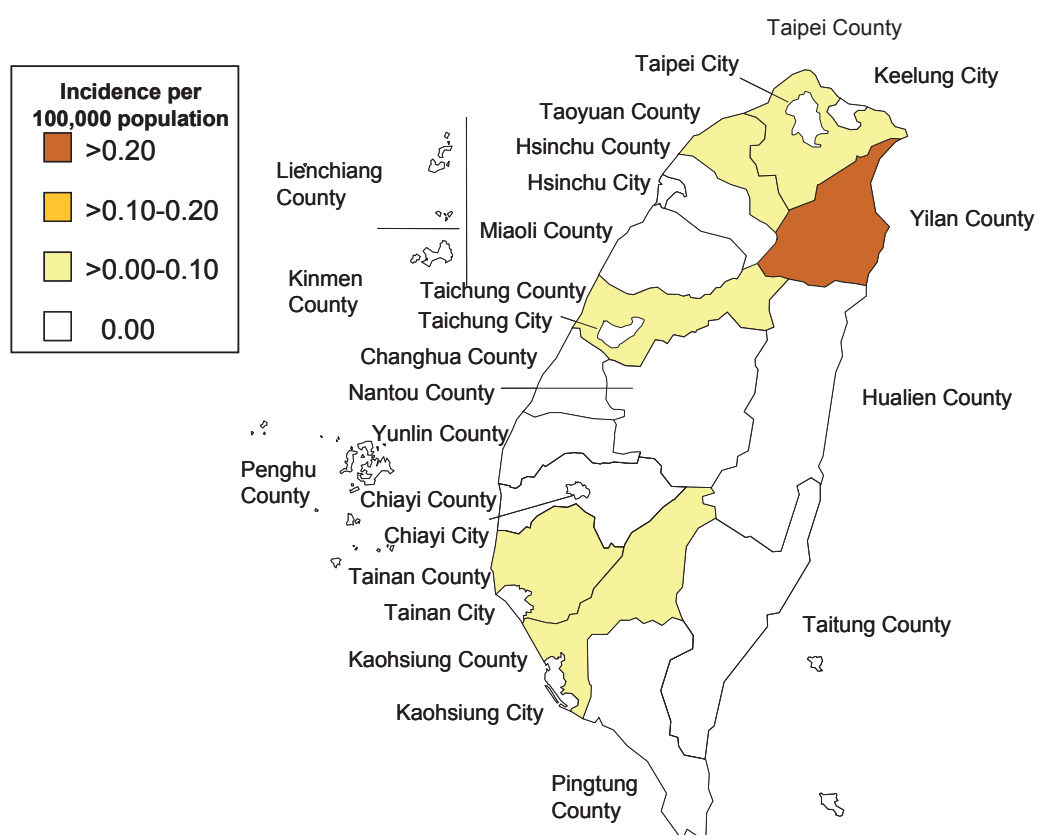 Taipei County
Taipei City
Keelung City
Incidence per
100,000 population
>0.20
>0.10-0.20
>0.00-0.10
0.00
Taoyuan County
Hsinchu County
Lienchiang
County
Hsinchu City
Yilan County
Miaoli County
Kinmen
County
Taichung County
Taichung City
Changhua County
Nantou County
Hualien County
Yunlin County
Penghu
County
Chiayi County
Chiayi City
Tainan County
Tainan City
Taitung County
Kaohsiung County
Kaohsiung City
Pingtung
County